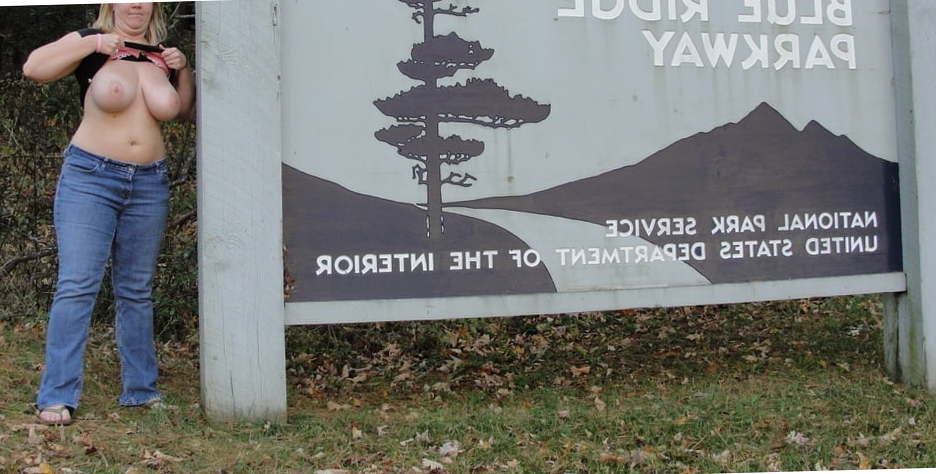 BLUE RIDGE
PARKWAY
NATIONAL PARK SERVICE
UNITED STATES DEPARTMENT OF THE INTERIOR